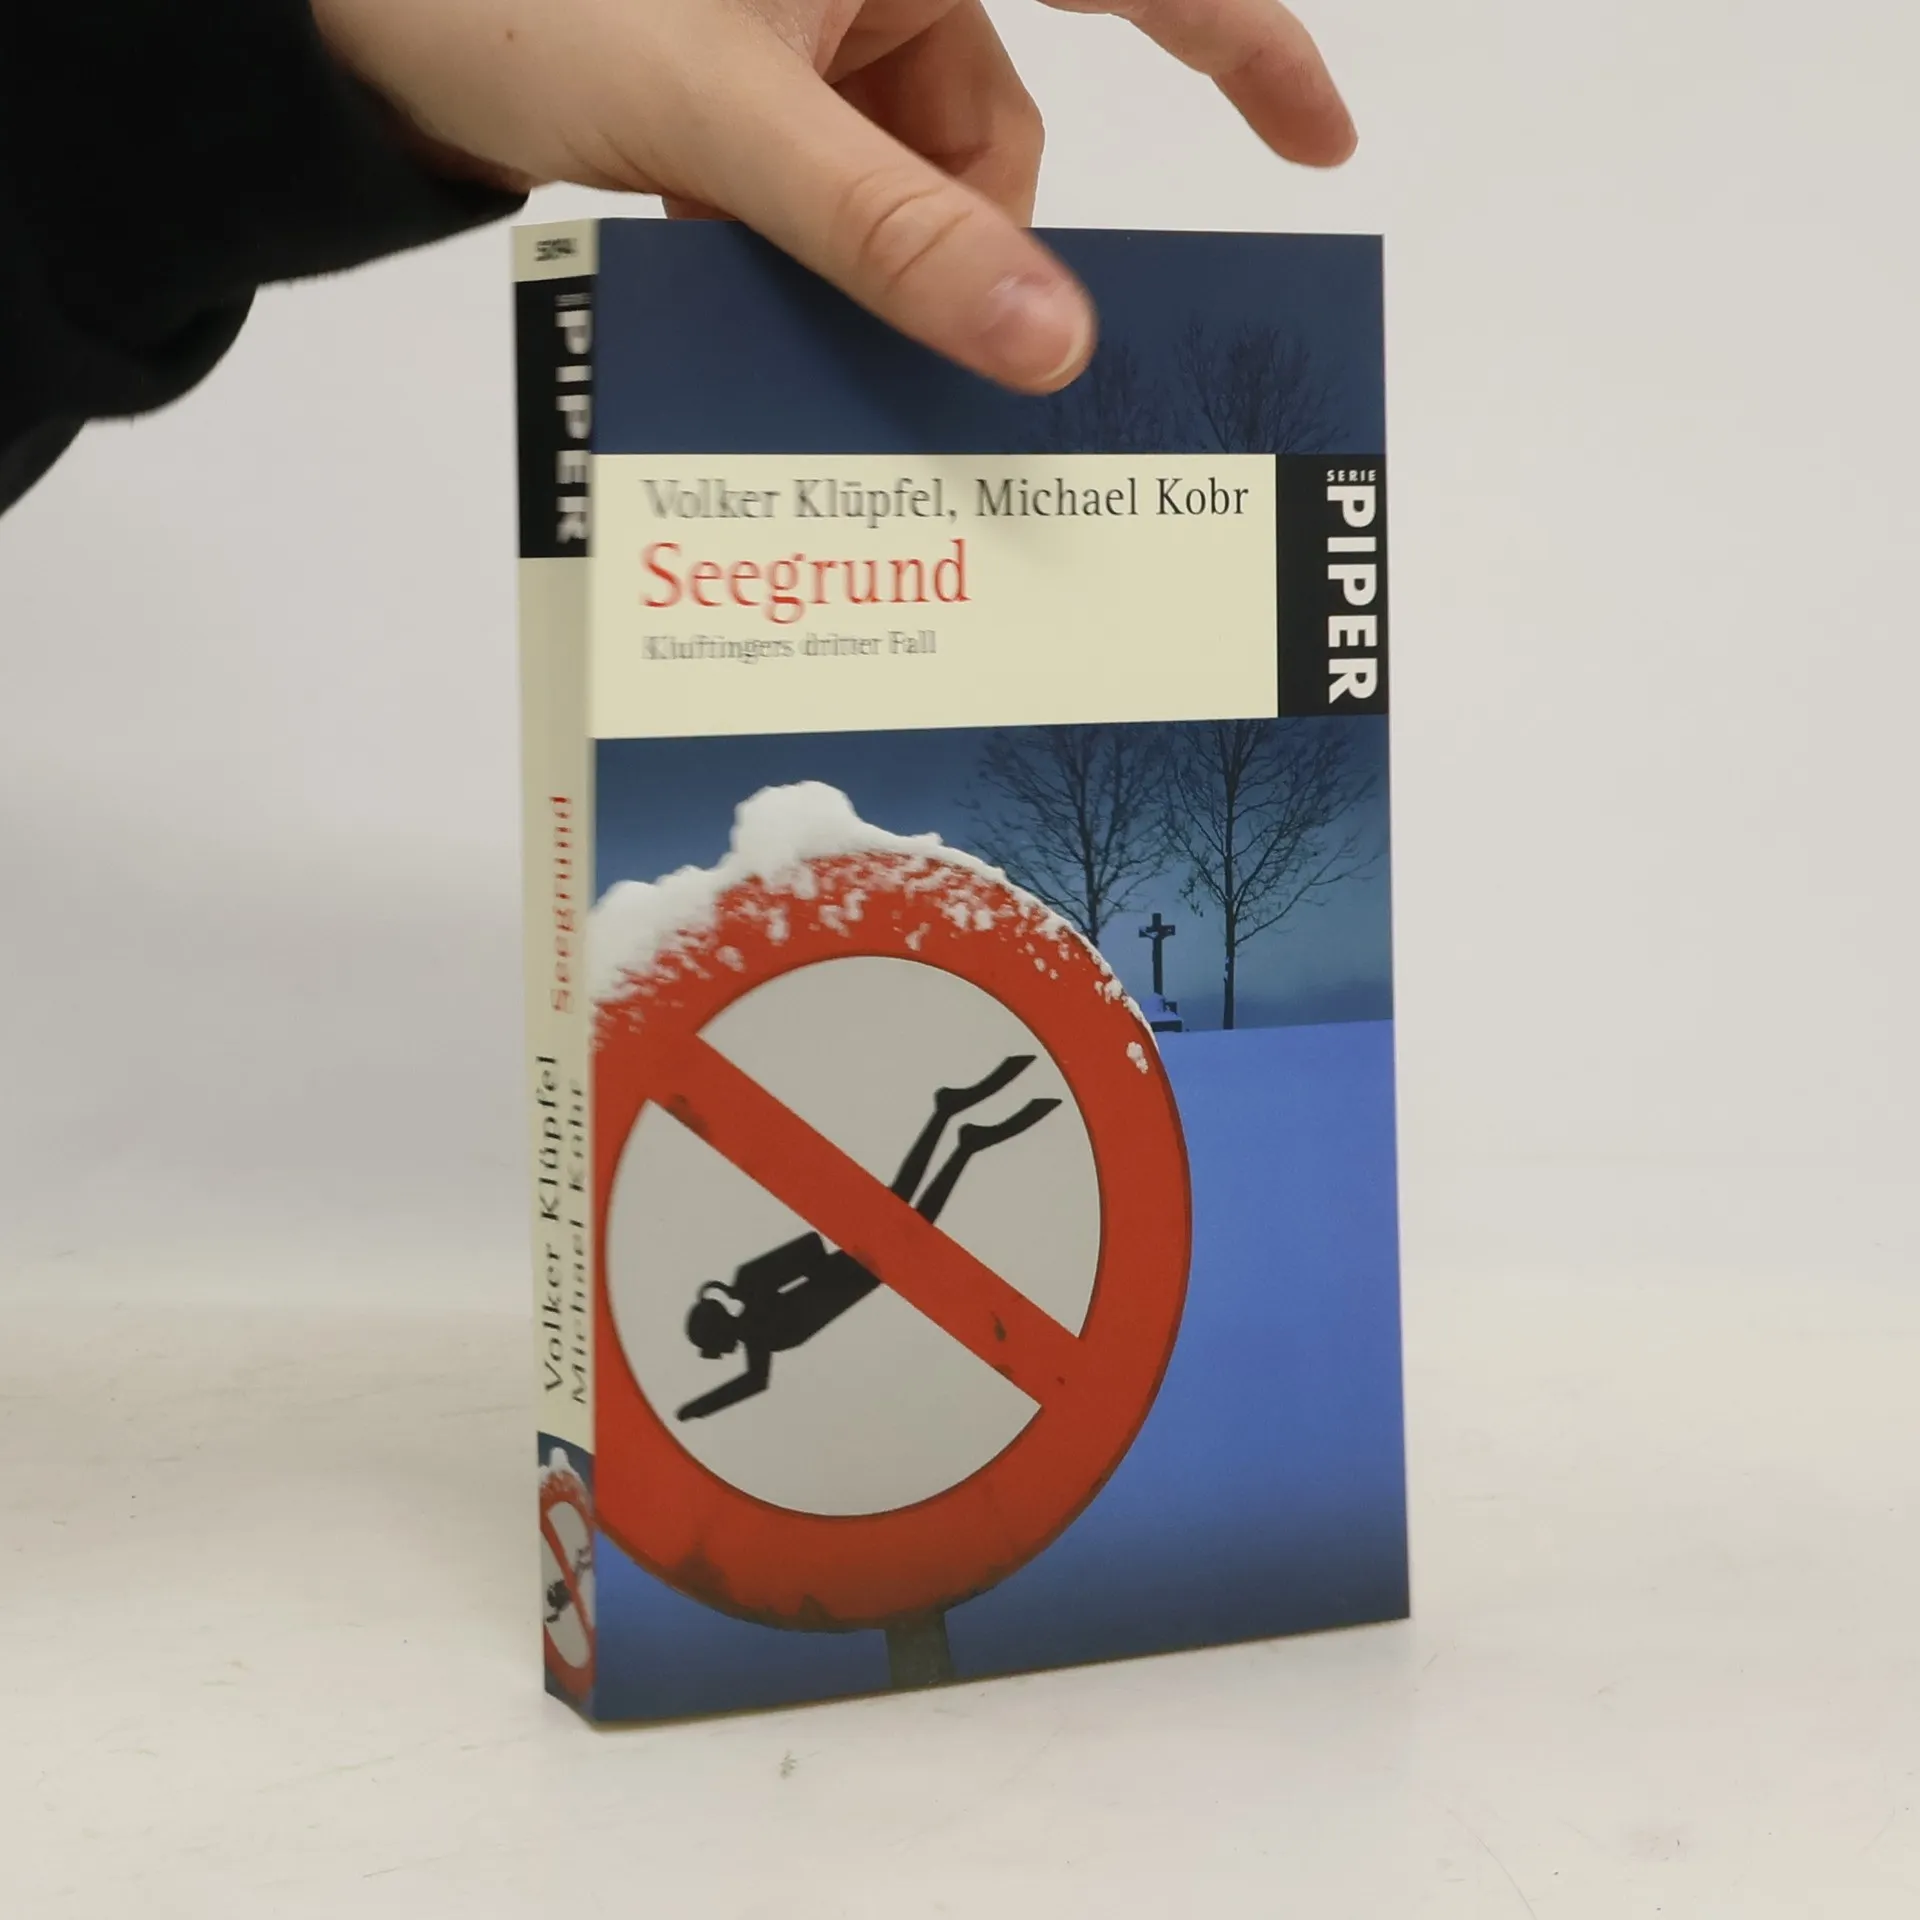 Volker Klüpfel, Michael Kobr
Seegrund
Kluftingers dritter Fall
SERIE
PIPER
PIPER
Seegrund
Volker Klüpfel
Michael Kobr